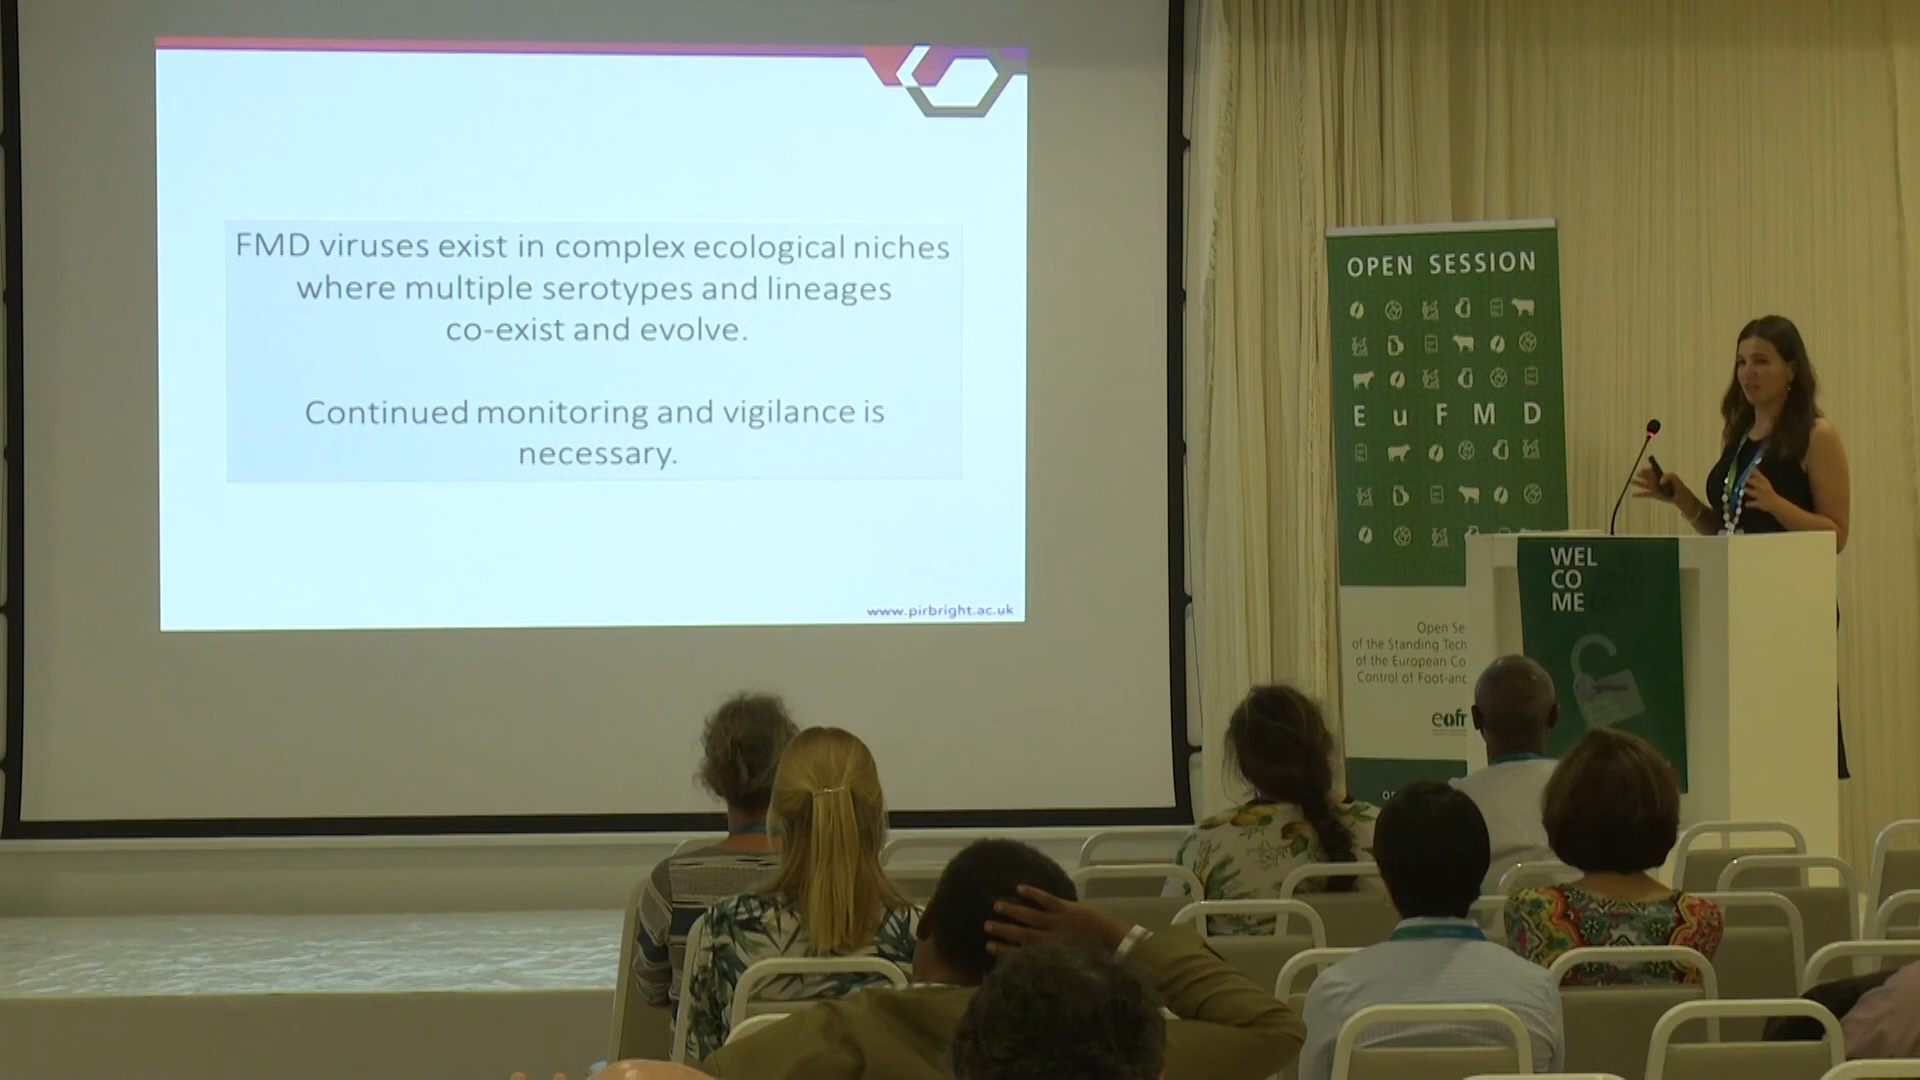 FMD viruses exist in complex ecological niches
where multiple serotypes and lineages
co-exist and evolve.
Continued monitoring and vigilance is
necessary.
www.pirbright.ac.uk
OPEN SESSION
E u F M D
Open Se
of the Standing Tech
of the European Co
Control of Foot-and
eofr
WEL
CO
ME